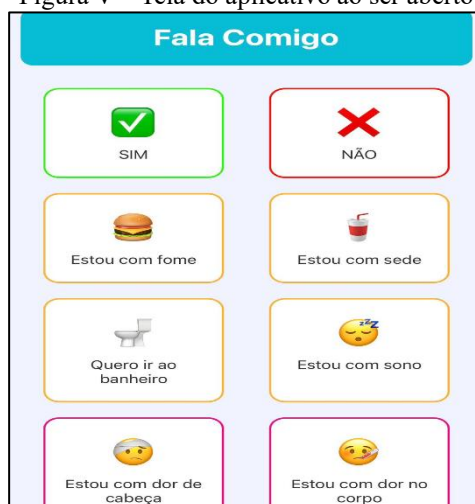 Figura V – Tela do aplicativo ao ser aberto
Fala Comigo
SIM
NÃO
Estou com fome
Estou com sede
Quero ir ao
banheiro
Estou com sono
Estou com dor de
cabeça
Estou com dor no
corpo